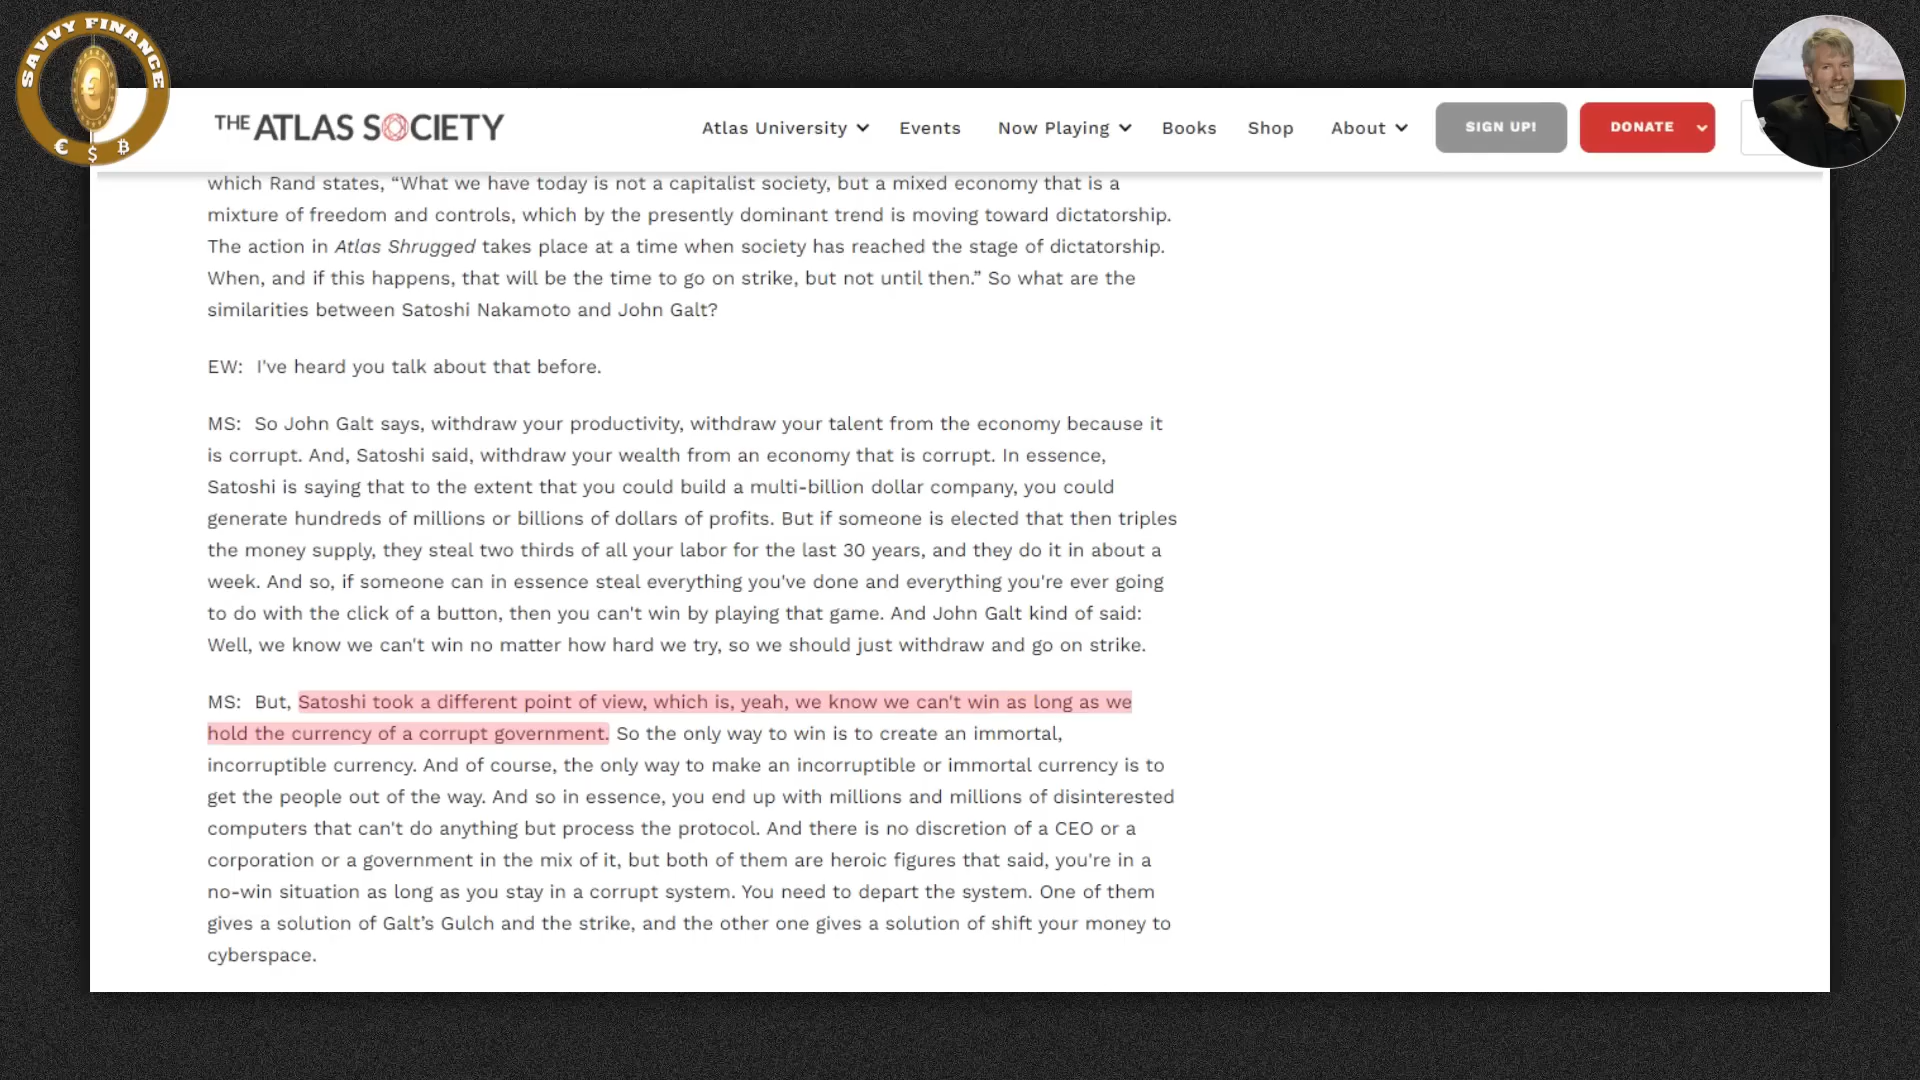 SAVVY FINANCE
€ $ ₿
THE ATLAS SOCIETY
Atlas University
Events
Now Playing
Books
Shop
About
SIGN UP!
DONATE
which Rand states, “What we have today is not a capitalist society, but a mixed economy that is a
mixture of freedom and controls, which by the presently dominant trend is moving toward dictatorship.
The action in Atlas Shrugged takes place at a time when society has reached the stage of dictatorship.
When, and if this happens, that will be the time to go on strike, but not until then.” So what are the
similarities between Satoshi Nakamoto and John Galt?
EW: I've heard you talk about that before.
MS: So John Galt says, withdraw your productivity, withdraw your talent from the economy because it
is corrupt. And, Satoshi said, withdraw your wealth from an economy that is corrupt. In essence,
Satoshi is saying that to the extent that you could build a multi-billion dollar company, you could
generate hundreds of millions or billions of dollars of profits. But if someone is elected that then triples
the money supply, they steal two thirds of all your labor for the last 30 years, and they do it in about a
week. And so, if someone can in essence steal everything you've done and everything you're ever going
to do with the click of a button, then you can't win by playing that game. And John Galt kind of said:
Well, we know we can't win no matter how hard we try, so we should just withdraw and go on strike.
MS: But, Satoshi took a different point of view, which is, yeah, we know we can't win as long as we
hold the currency of a corrupt government. So the only way to win is to create an immortal,
incorruptible currency. And of course, the only way to make an incorruptible or immortal currency is to
get the people out of the way. And so in essence, you end up with millions and millions of disinterested
computers that can't do anything but process the protocol. And there is no discretion of a CEO or a
corporation or a government in the mix of it, but both of them are heroic figures that said, you're in a
no-win situation as long as you stay in a corrupt system. You need to depart the system. One of them
gives a solution of Galt’s Gulch and the strike, and the other one gives a solution of shift your money to
cyberspace.